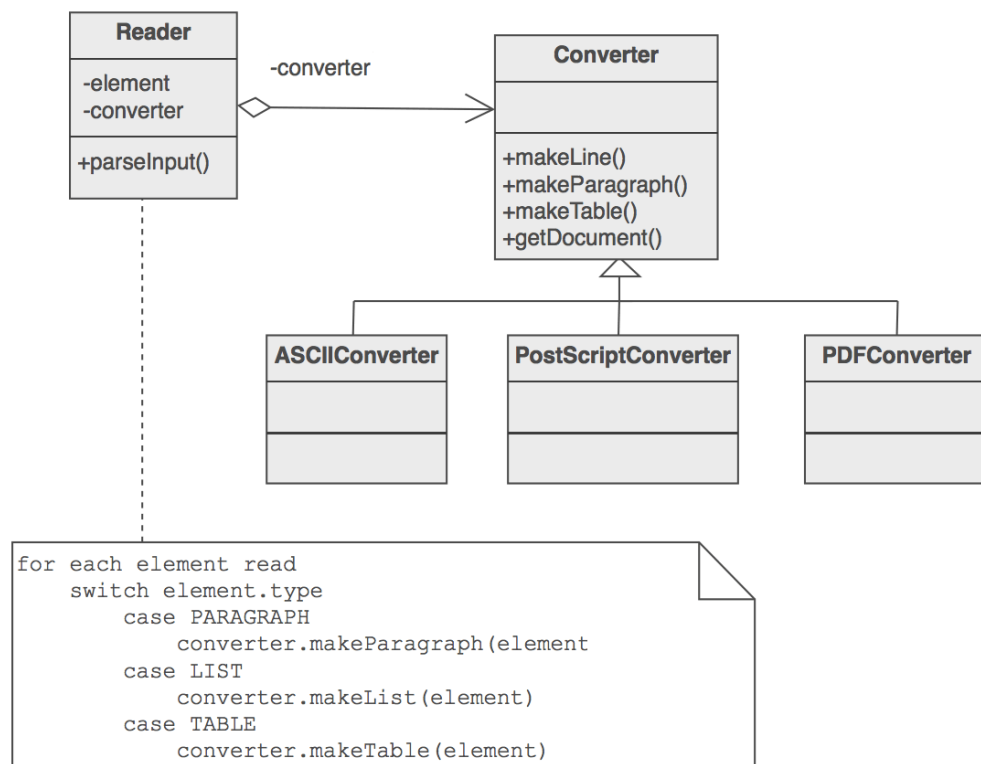 Reader
-element
-converter
+parseInput()
-converter
Converter
+makeLine()
+makeParagraph()
+makeTable()
+getDocument()
ASCIIConverter
PostScriptConverter
PDFConverter
for each element read
switch element.type
case PARAGRAPH
converter.makeParagraph(element
case LIST
converter.makeList(element)
case TABLE
converter.makeTable(element)